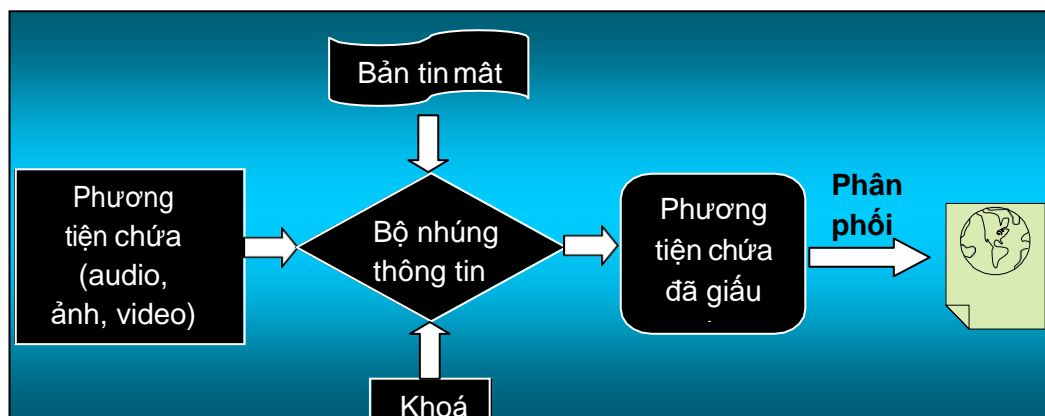 Bản tin mât
Phương
tiện chứa
(audio,
ảnh, video)
Bộ nhúng
thông tin
Phương
tiện chứa
đã giấu
Phân
phối
Khoá